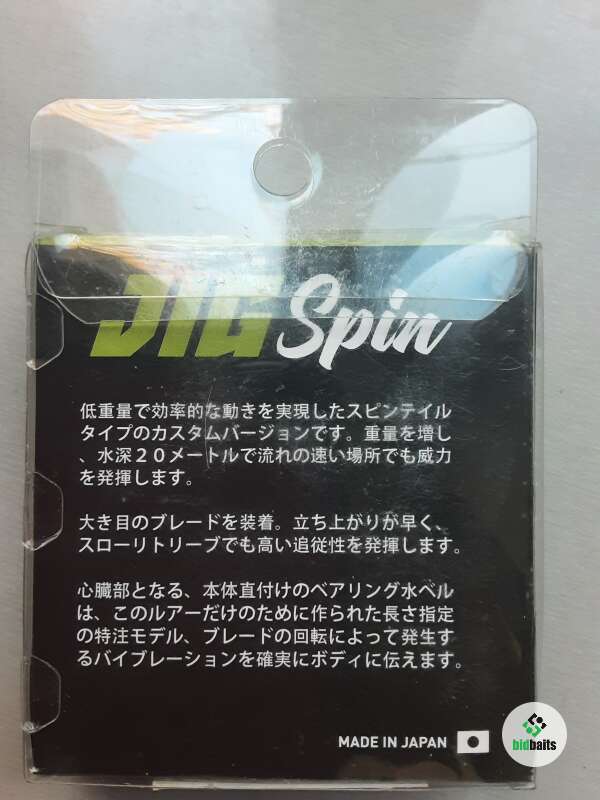 JIG Spin
低重量で効率的な動きを実現したスピンテイル
タイプのカスタムバージョンです。重量を増し
、水深２０メートルで流れの速い場所でも威力
を発揮します。
大き目のブレードを装着。立ち上がりが早く、
スローリトリーブでも高い追従性を発揮します。
心臓部となる、本体直付けのベアリング水ベル
は、このルアーだけのために作られた長さ指定
の特注モデル、ブレードの回転によって発生す
るバイブレーションを確実にボディに伝えます。
MADE IN JAPAN
bidbaits